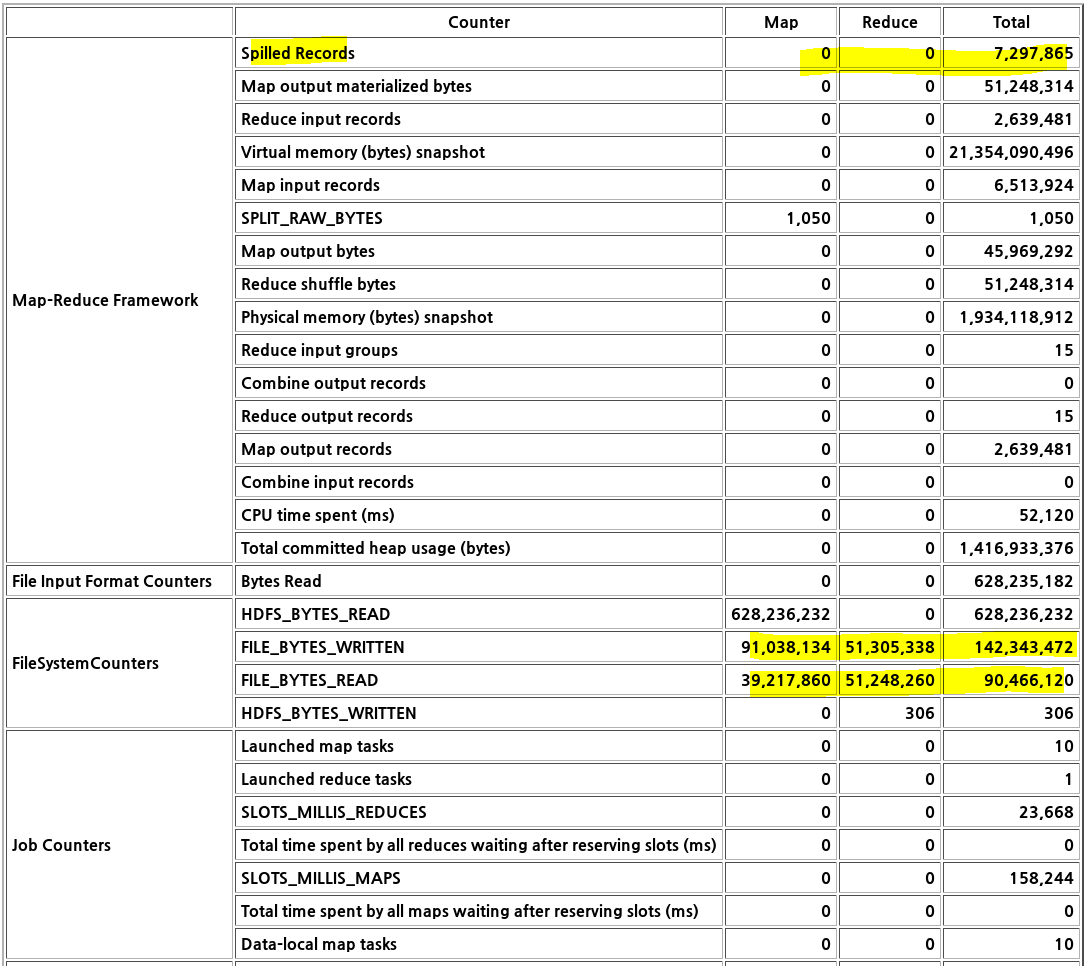 Counter Map Reduce Total
Map-Reduce Framework
Spilled Records 0 0 7,297,865
Map output materialized bytes 0 0 51,248,314
Reduce input records 0 0 2,639,481
Virtual memory (bytes) snapshot 0 0 21,354,090,496
Map input records 0 0 6,513,924
SPLIT_RAW_BYTES 1,050 0 1,050
Map output bytes 0 0 45,969,292
Reduce shuffle bytes 0 0 51,248,314
Physical memory (bytes) snapshot 0 0 1,934,118,912
Reduce input groups 0 0 15
Combine output records 0 0 0
Reduce output records 0 0 15
Map output records 0 0 2,639,481
Combine input records 0 0 0
CPU time spent (ms) 0 0 52,120
Total committed heap usage (bytes) 0 0 1,416,933,376
File Input Format Counters Bytes Read 0 0 628,235,182
FileSystemCounters
HDFS_BYTES_READ 628,236,232 0 628,236,232
FILE_BYTES_WRITTEN 91,038,134 51,305,338 142,343,472
FILE_BYTES_READ 39,217,860 51,248,260 90,466,120
HDFS_BYTES_WRITTEN 0 306 306
Job Counters
Launched map tasks 0 0 10
Launched reduce tasks 0 0 1
SLOTS_MILLIS_REDUCES 0 0 23,668
Total time spent by all reduces waiting after reserving slots (ms) 0 0 0
SLOTS_MILLIS_MAPS 0 0 158,244
Total time spent by all maps waiting after reserving slots (ms) 0 0 0
Data-local map tasks 0 0 10